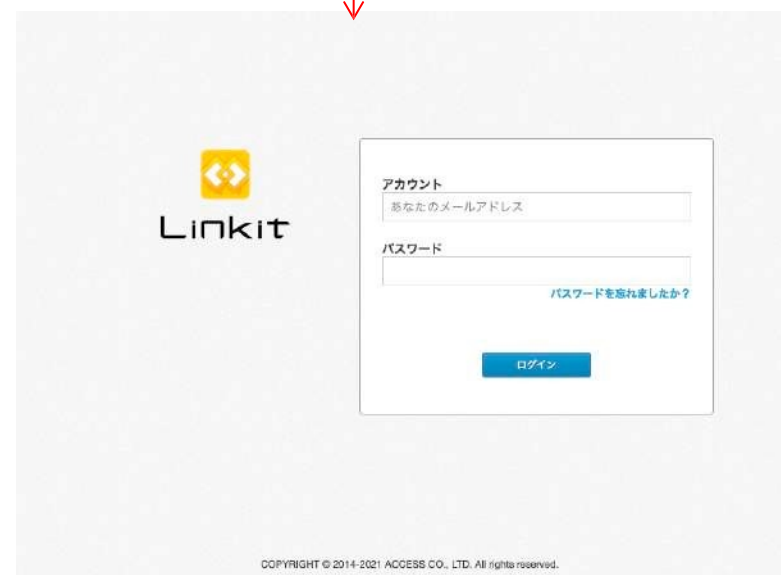 Linkit
アカウント
あなたのメールアドレス
パスワード
パスワードを忘れましたか？
ログイン
COPYRIGHT © 2014-2021 ACCESS CO., LTD. All rights reserved.